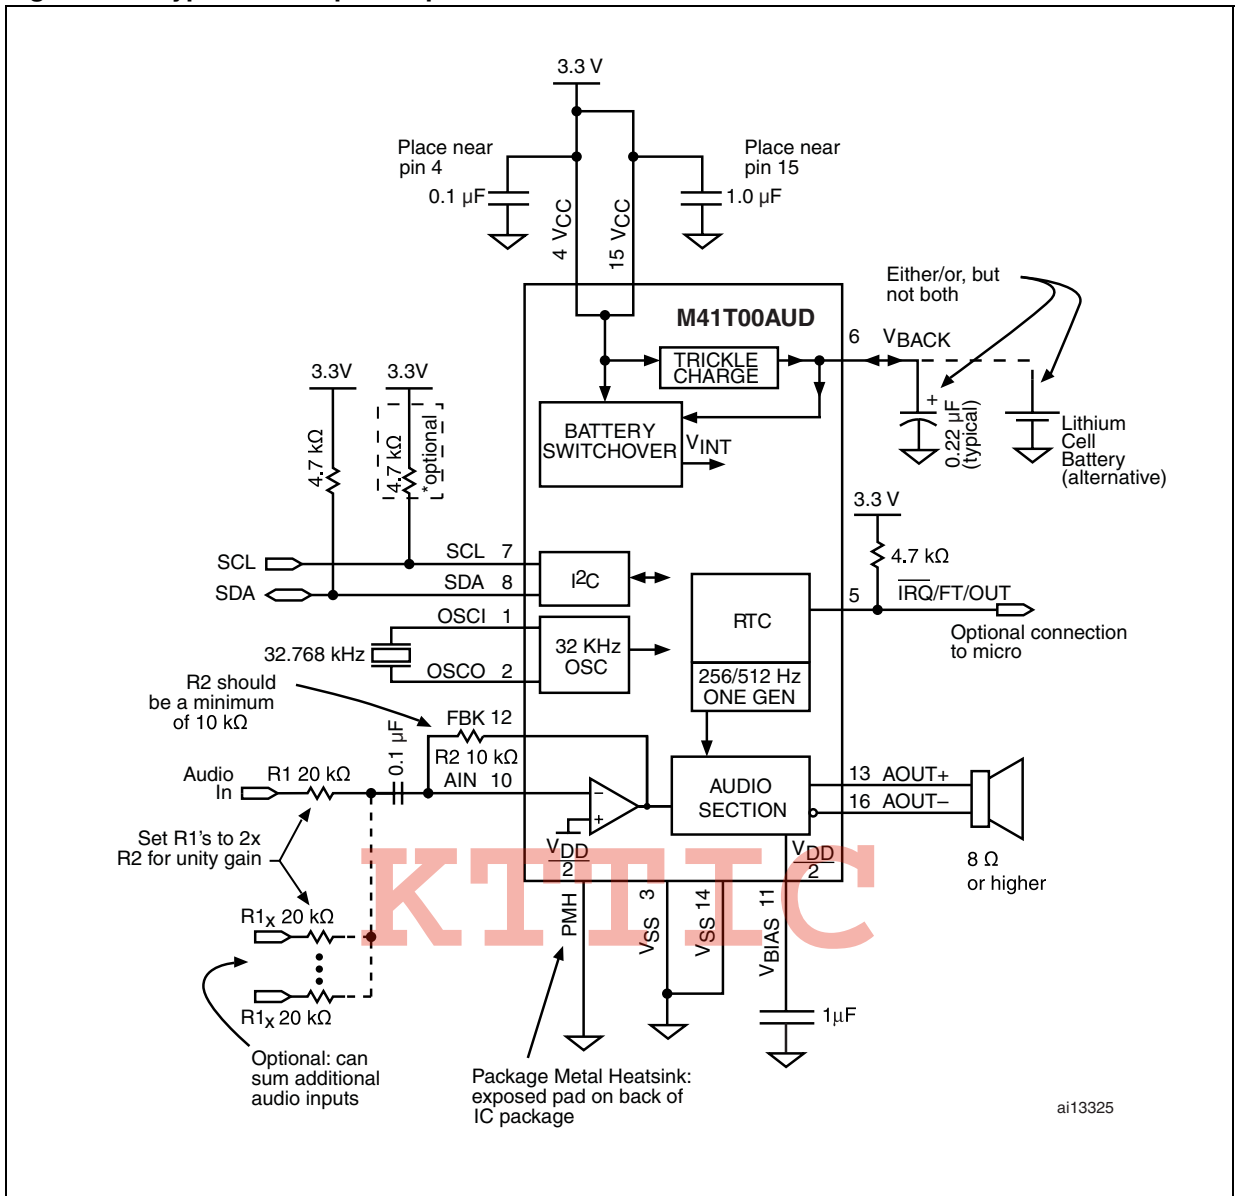 3.3 V
Place near
pin 4
0.1 µF
Place near
pin 15
1.0 µF
4 VCC
15 VCC
M41T00AUD
Either/or, but
not both
6
VBACK
TRICKLE
CHARGE
+
0.22 µF
(typical)
Lithium
Cell
Battery
(alternative)
BATTERY
SWITCHOVER
VINT
3.3V
3.3V
4.7 kΩ
4.7 kΩ
*optional
3.3 V
4.7 kΩ
SCL
SCL 7
SDA
SDA 8
I2C
RTC
5
IRQ/FT/OUT
Optional connection
to micro
OSCI 1
32.768 kHz
OSCO 2
32 KHz
OSC
256/512 Hz
ONE GEN
R2 should
be a minimum
of 10 kΩ
FBK 12
R2 10 kΩ
0.1 µF
AIN 10
Audio
In
R1 20 kΩ
−
+
VDD
2
AUDIO
SECTION
13 AOUT+
16 AOUT−
8 Ω
or higher
VDD
2
Set R1's to 2x
R2 for unity gain
KTTIC
R1x 20 kΩ
R1x 20 kΩ
PMH
VSS 3
VSS 14
VBIAS 11
1µF
Optional: can
sum additional
audio inputs
Package Metal Heatsink:
exposed pad on back of
IC package
ai13325